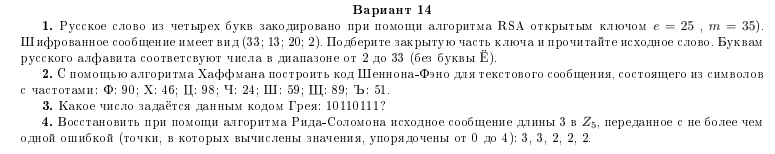 Вариант 14
1. Русское слово из четырех букв закодировано при помощи алгоритма RSA открытым ключом e = 25 , m = 35).
Шифрованное сообщение имеет вид (33; 13; 20; 2). Подберите закрытую часть ключа и прочитайте исходное слово. Буквам
русского алфавита соответсвуют числа в диапазоне от 2 до 33 (без буквы Ё).
2. С помощью алгоритма Хаффмана построить код Шеннона-Фэно для текстового сообщения, состоящего из символов
с частотами: Ф: 90; Х: 46; Ц: 98; Ч: 24; Ш: 59; Щ: 89; Ъ: 51.
3. Какое число задаётся данным кодом Грея: 10110111?
4. Восстановить при помощи алгоритма Рида-Соломона исходное сообщение длины 3 в Z₅, переданное с не более чем
одной ошибкой (точки, в которых вычислены значения, упорядочены от 0 до 4): 3, 3, 2, 2, 2.